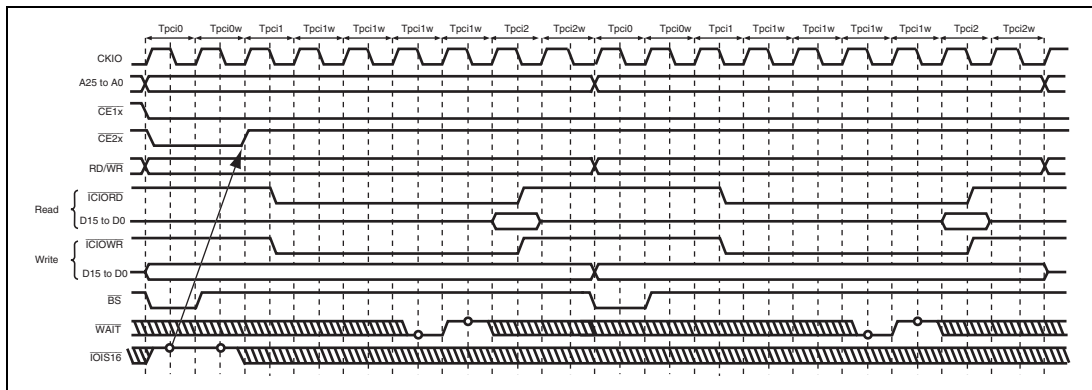 Tpci0 Tpci0w Tpci1 Tpci1w Tpci1w Tpci1w Tpci1w Tpci2 Tpci2w Tpci0 Tpci0w Tpci1 Tpci1w Tpci1w Tpci1w Tpci1w Tpci2 Tpci2w
CKIO
A25 to A0
CE1x
CE2x
RD/WR
Read
ICIORD
D15 to D0
Write
ICIOWR
D15 to D0
BS
WAIT
IOIS16